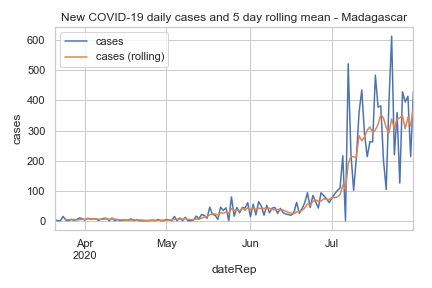 New COVID-19 daily cases and 5 day rolling mean - Madagascar
cases
cases (rolling)
600
500
400
300
200
100
0
cases
Apr
2020
May
Jun
Jul
dateRep